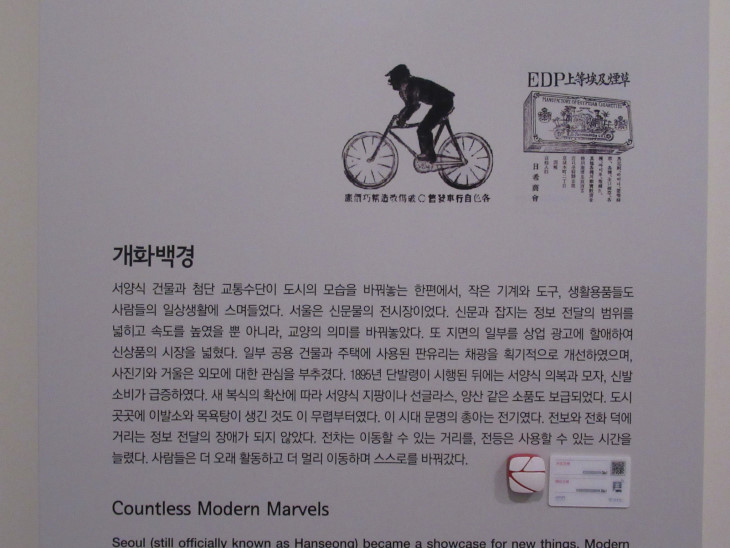 EDP上等埃及煙草
개화백경
서양식 건물과 첨단 교통수단이 도시의 모습을 바꿔놓는 한편에서, 작은 기계와 도구, 생활용품들도
사람들의 일상생활에 스며들었다. 서울은 신문물의 전시장이었다. 신문과 잡지는 정보 전달의 범위를
넓히고 속도를 높였을 뿐 아니라, 교양의 의미를 바꿔놓았다. 또 지면의 일부를 상업 광고에 할애하여
신상품의 시장을 넓혔다. 일부 공용 건물과 주택에 사용된 판유리는 채광을 획기적으로 개선하였으며,
사진기와 거울은 외모에 대한 관심을 부추겼다. 1895년 단발령이 시행된 뒤에는 서양식 의복과 모자, 신발
소비가 급증하였다. 새 복식의 확산에 따라 서양식 지팡이나 선글라스, 양산 같은 소품도 보급되었다. 도시
곳곳에 이발소와 목욕탕이 생긴 것도 이 무렵부터였다. 이 시대 문명의 총아는 전기였다. 전보와 전화 덕에
거리는 정보 전달의 장애가 되지 않았다. 전차는 이동할 수 있는 거리를, 전등은 사용할 수 있는 시간을
늘렸다. 사람들은 더 오래 활동하고 더 멀리 이동하며 스스로를 바꿔갔다.
Countless Modern Marvels
Seoul (still officially known as Hanseong) became a showcase for new things. Modern